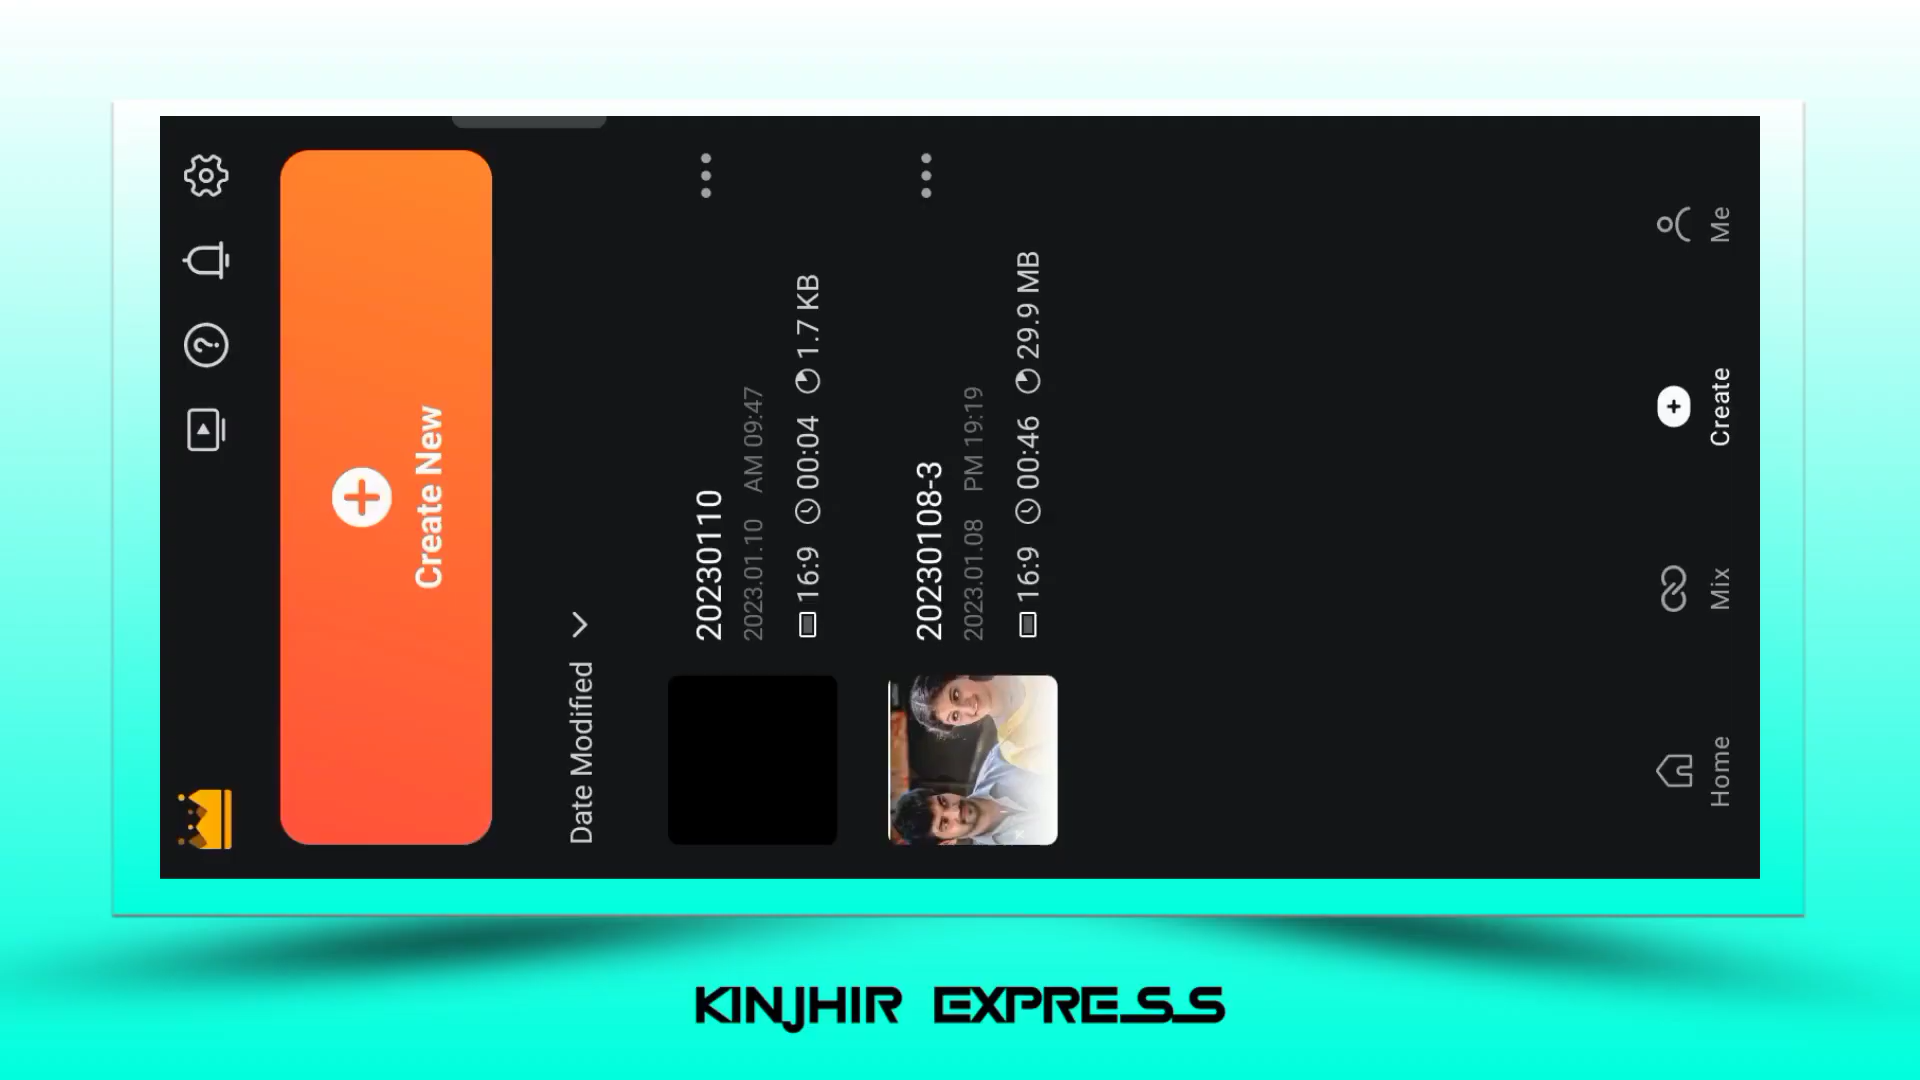 Create New
Date Modified
20230110
2023.01.10 AM 09:47
16:9 00:04 1.7 KB
20230108-3
2023.01.08 PM 19:19
16:9 00:46 29.9 MB
Home Mix Create Me
KINJHIR EXPRESS